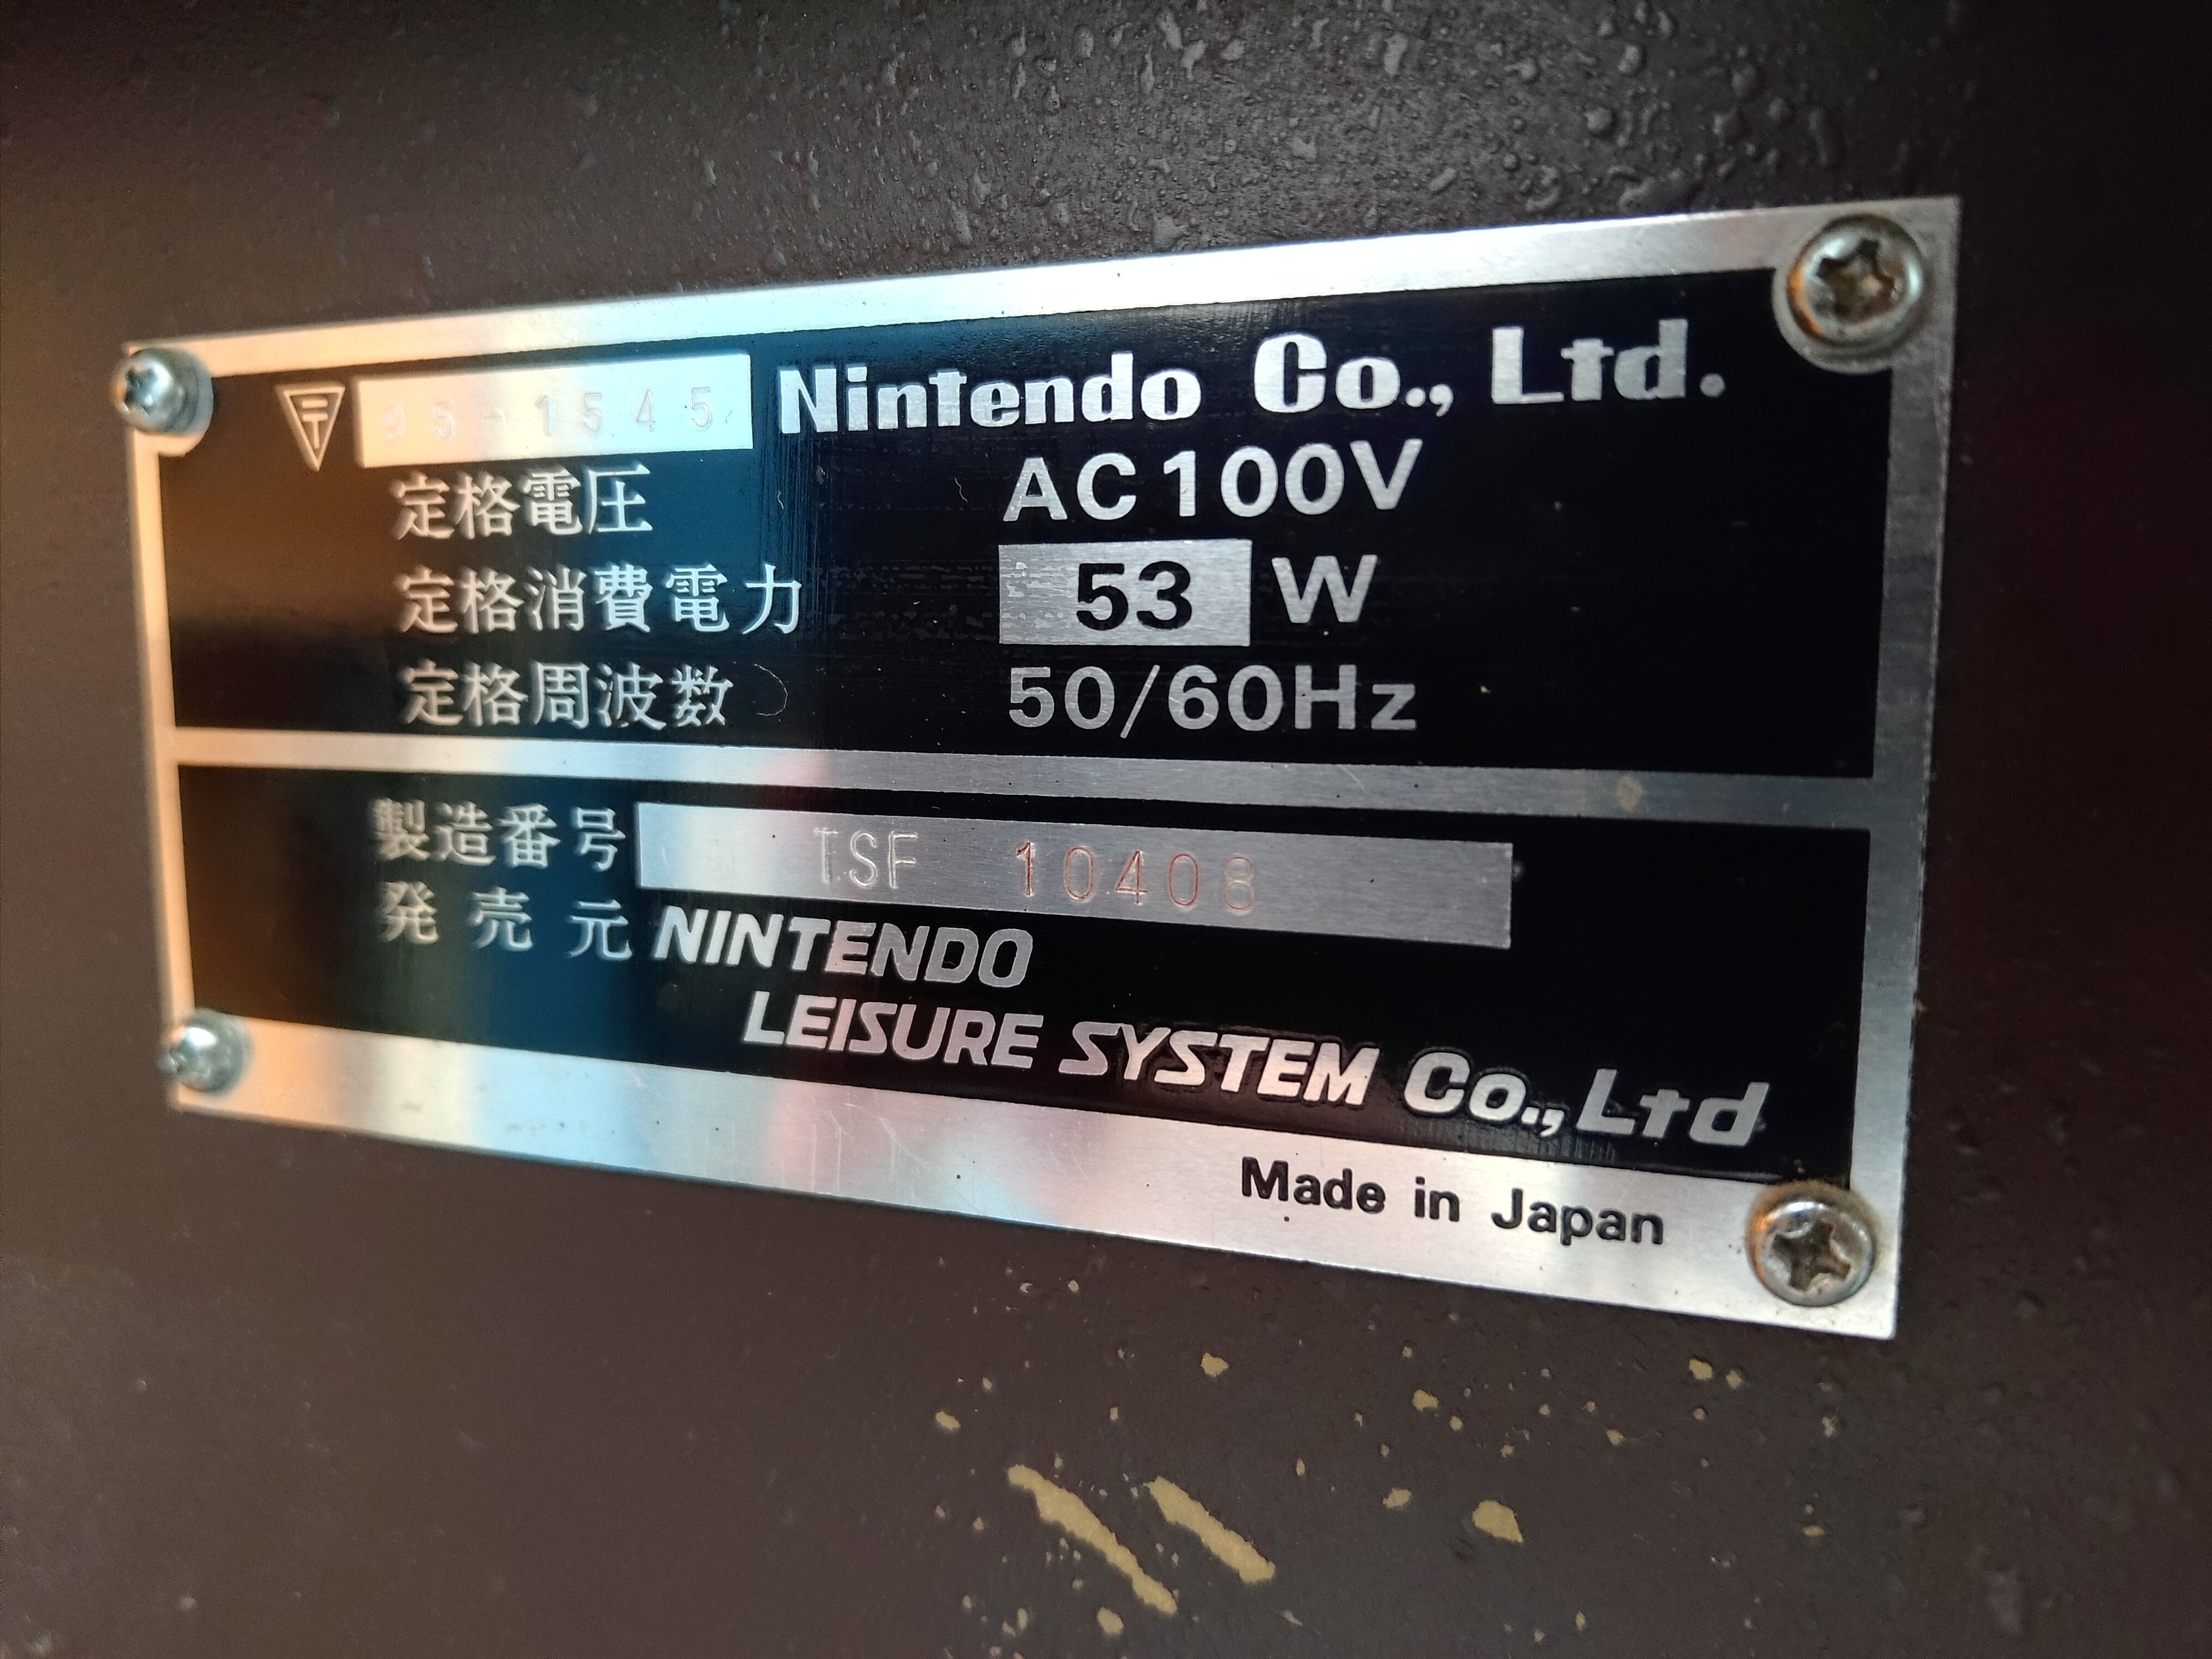 95-1545 Nintendo Co., Ltd.
定格電圧 AC100V
定格消費電力 53 W
定格周波数 50/60Hz
製造番号 TSF 10408
発売元 NINTENDO
LEISURE SYSTEM Co., Ltd
Made in Japan